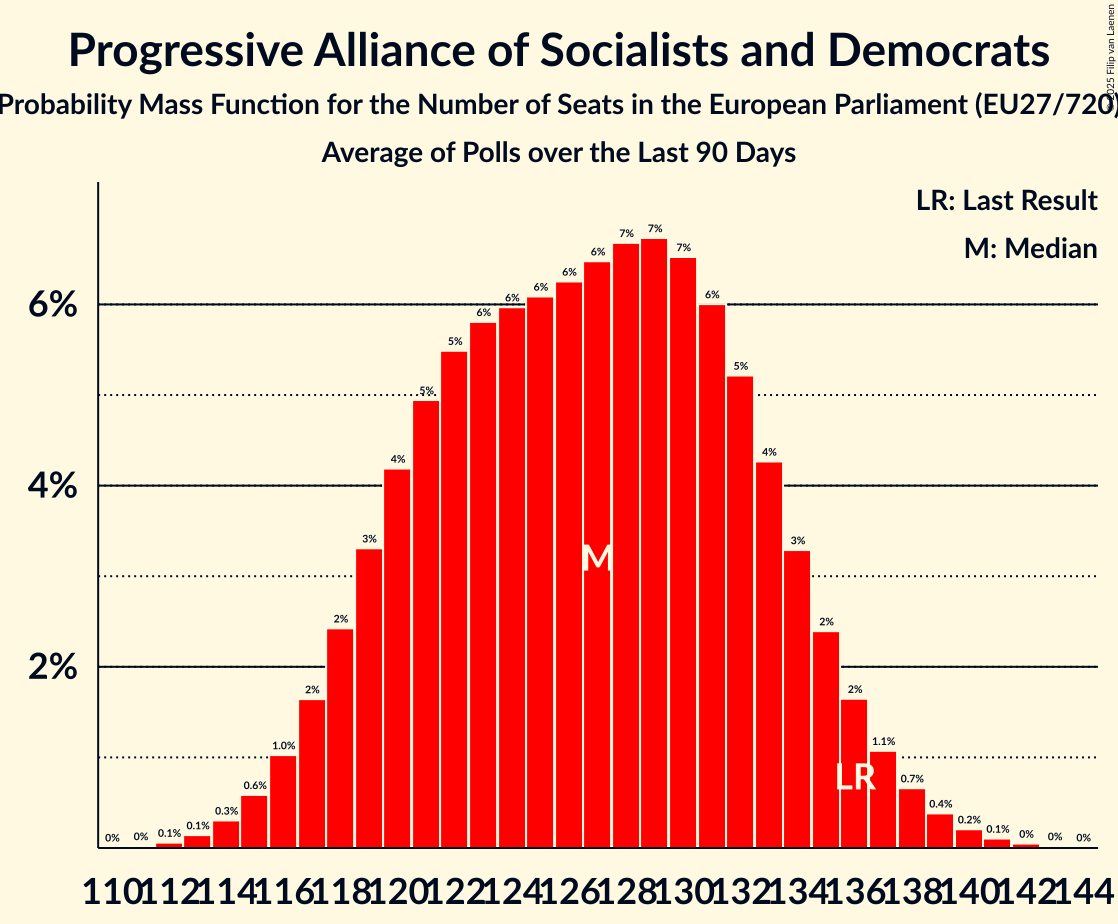 Progressive Alliance of Socialists and Democrats
Probability Mass Function for the Number of Seats in the European Parliament (EU27/720)
Average of Polls over the Last 90 Days
© 2025 Filip van Laenen
LR: Last Result
M: Median
6%
4%
2%
0% 0% 0.1% 0.1% 0.3% 0.6% 1.0% 2% 2% 3% 4% 5% 5% 6% 6% 6% 6% 6% 7% 7% 7% 6% 5% 4% 3% 2% 2% 1.1% 0.7% 0.4% 0.2% 0.1% 0% 0% 0%
M
LR
110 112 114 116 118 120 122 124 126 128 130 132 134 136 138 140 142 144